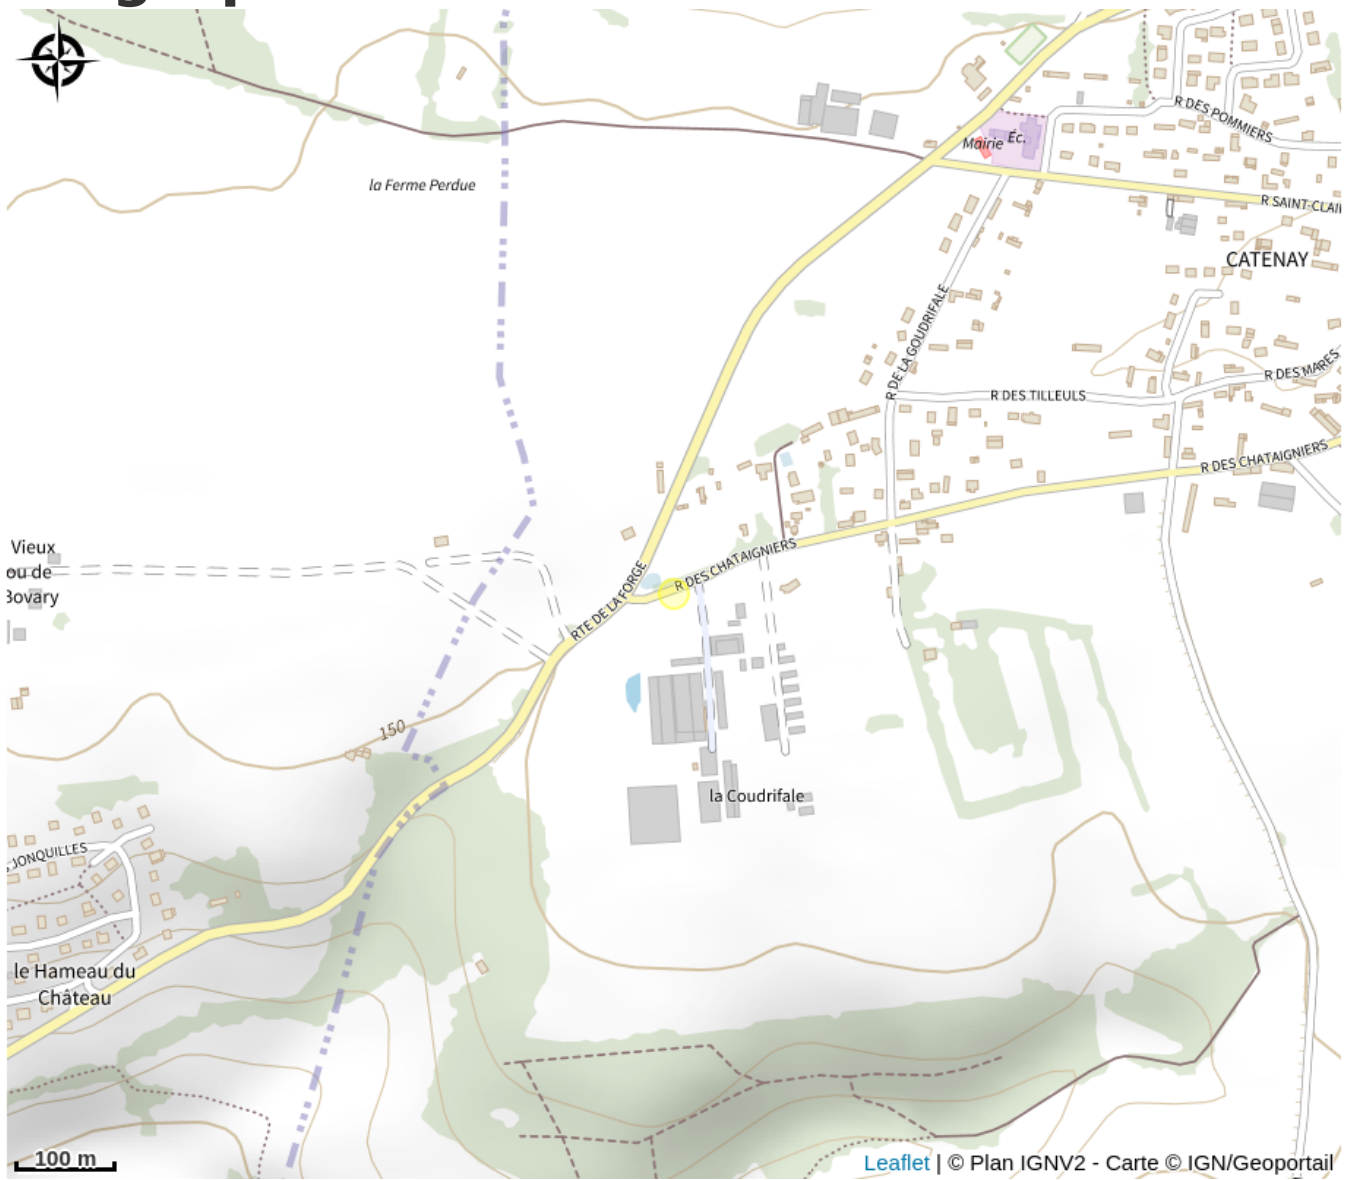 R DES POMMIERS
Mairie
Éc.
la Ferme Perdue
R SAINT-CLAI
CATENAY
R DE LA GOUDRIFALE
R DES MARES
R DES TILLEULS
R DES CHATAIGNIERS
Vieux
ou de
Bovary
R DES CHATAIGNIERS
RTE DE LA FORGE
150
la Coudrifale
JONQUILLES
le Hameau du
Château
100 m
Leaflet | © Plan IGNV2 - Carte © IGN/Geoportail